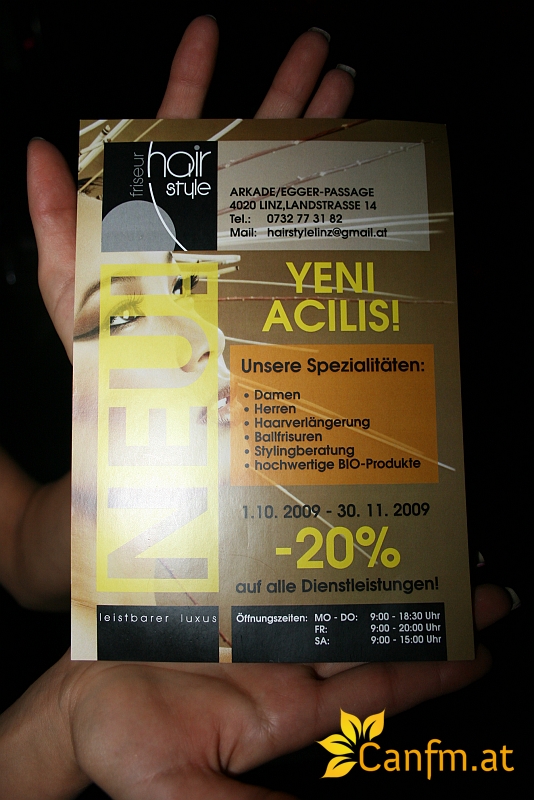 friseur
hair
style
ARKADE/EGGER-PASSAGE
4020 LINZ,LANDSTRASSE 14
Tel.: 0732 77 31 82
Mail: hairstylelinz@gmail.at
NEU!
YENI
ACILIS!
Unsere Spezialitäten:
• Damen
• Herren
• Haarverlängerung
• Ballfrisuren
• Stylingberatung
• hochwertige BIO-Produkte
1.10. 2009 - 30. 11. 2009
-20%
auf alle Dienstleistungen!
leistbarer luxus
Öffnungszeiten: MO - DO: 9:00 - 18:30 Uhr
FR: 9:00 - 20:00 Uhr
SA: 9:00 - 15:00 Uhr
Canfm.at